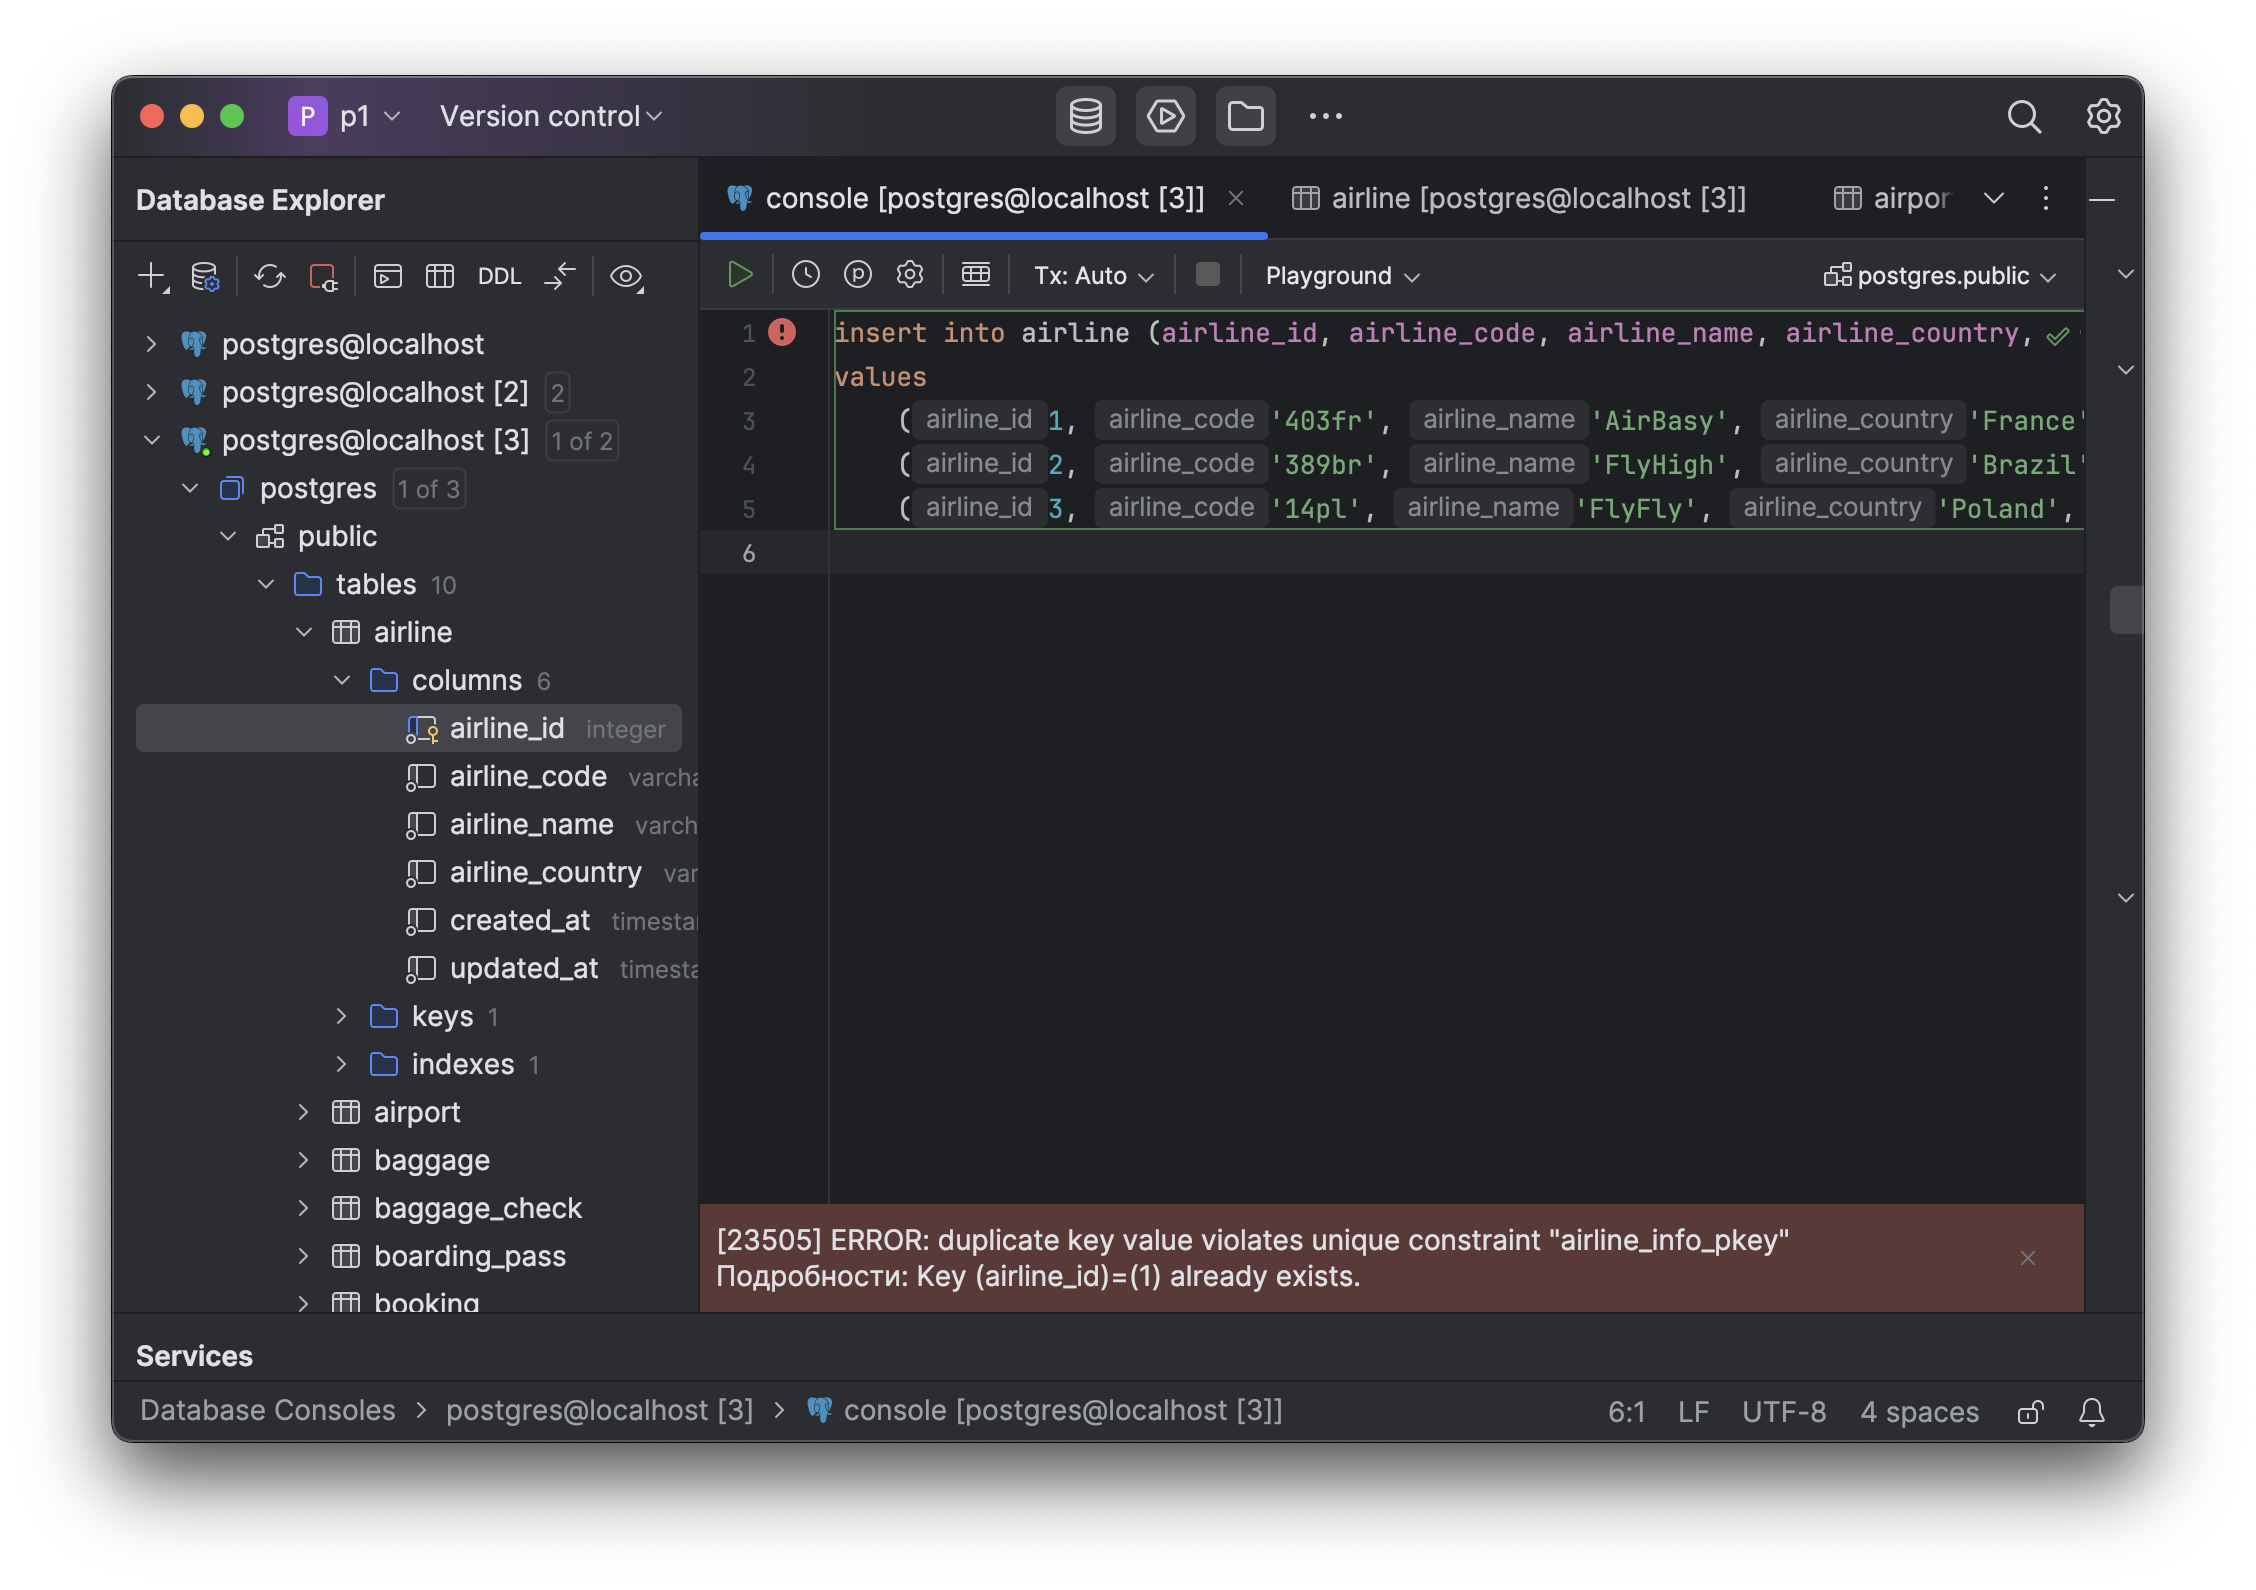 P p1 Version control
Database Explorer
console [postgres@localhost [3]]
airline [postgres@localhost [3]]
DDL
Tx: Auto
Playground
postgres.public
postgres@localhost
postgres@localhost [2] 2
postgres@localhost [3] 1 of 2
postgres 1 of 3
public
tables 10
airline
columns 6
airline_id integer
airline_code
airline_name
airline_country
created_at
updated_at
keys 1
indexes 1
airport
baggage
baggage_check
boarding_pass
booking
1 insert into airline (airline_id, airline_code, airline_name, airline_country,
2 values
3 ( airline_id 1, airline_code '403fr', airline_name 'AirBasy', airline_country 'France'
4 ( airline_id 2, airline_code '389br', airline_name 'FlyHigh', airline_country 'Brazil'
5 ( airline_id 3, airline_code '14pl', airline_name 'FlyFly', airline_country 'Poland',
6
[23505] ERROR: duplicate key value violates unique constraint "airline_info_pkey"
Подробности: Key (airline_id)=(1) already exists.
Services
Database Consoles > postgres@localhost [3] > console [postgres@localhost [3]]
6:1 LF UTF-8 4 spaces